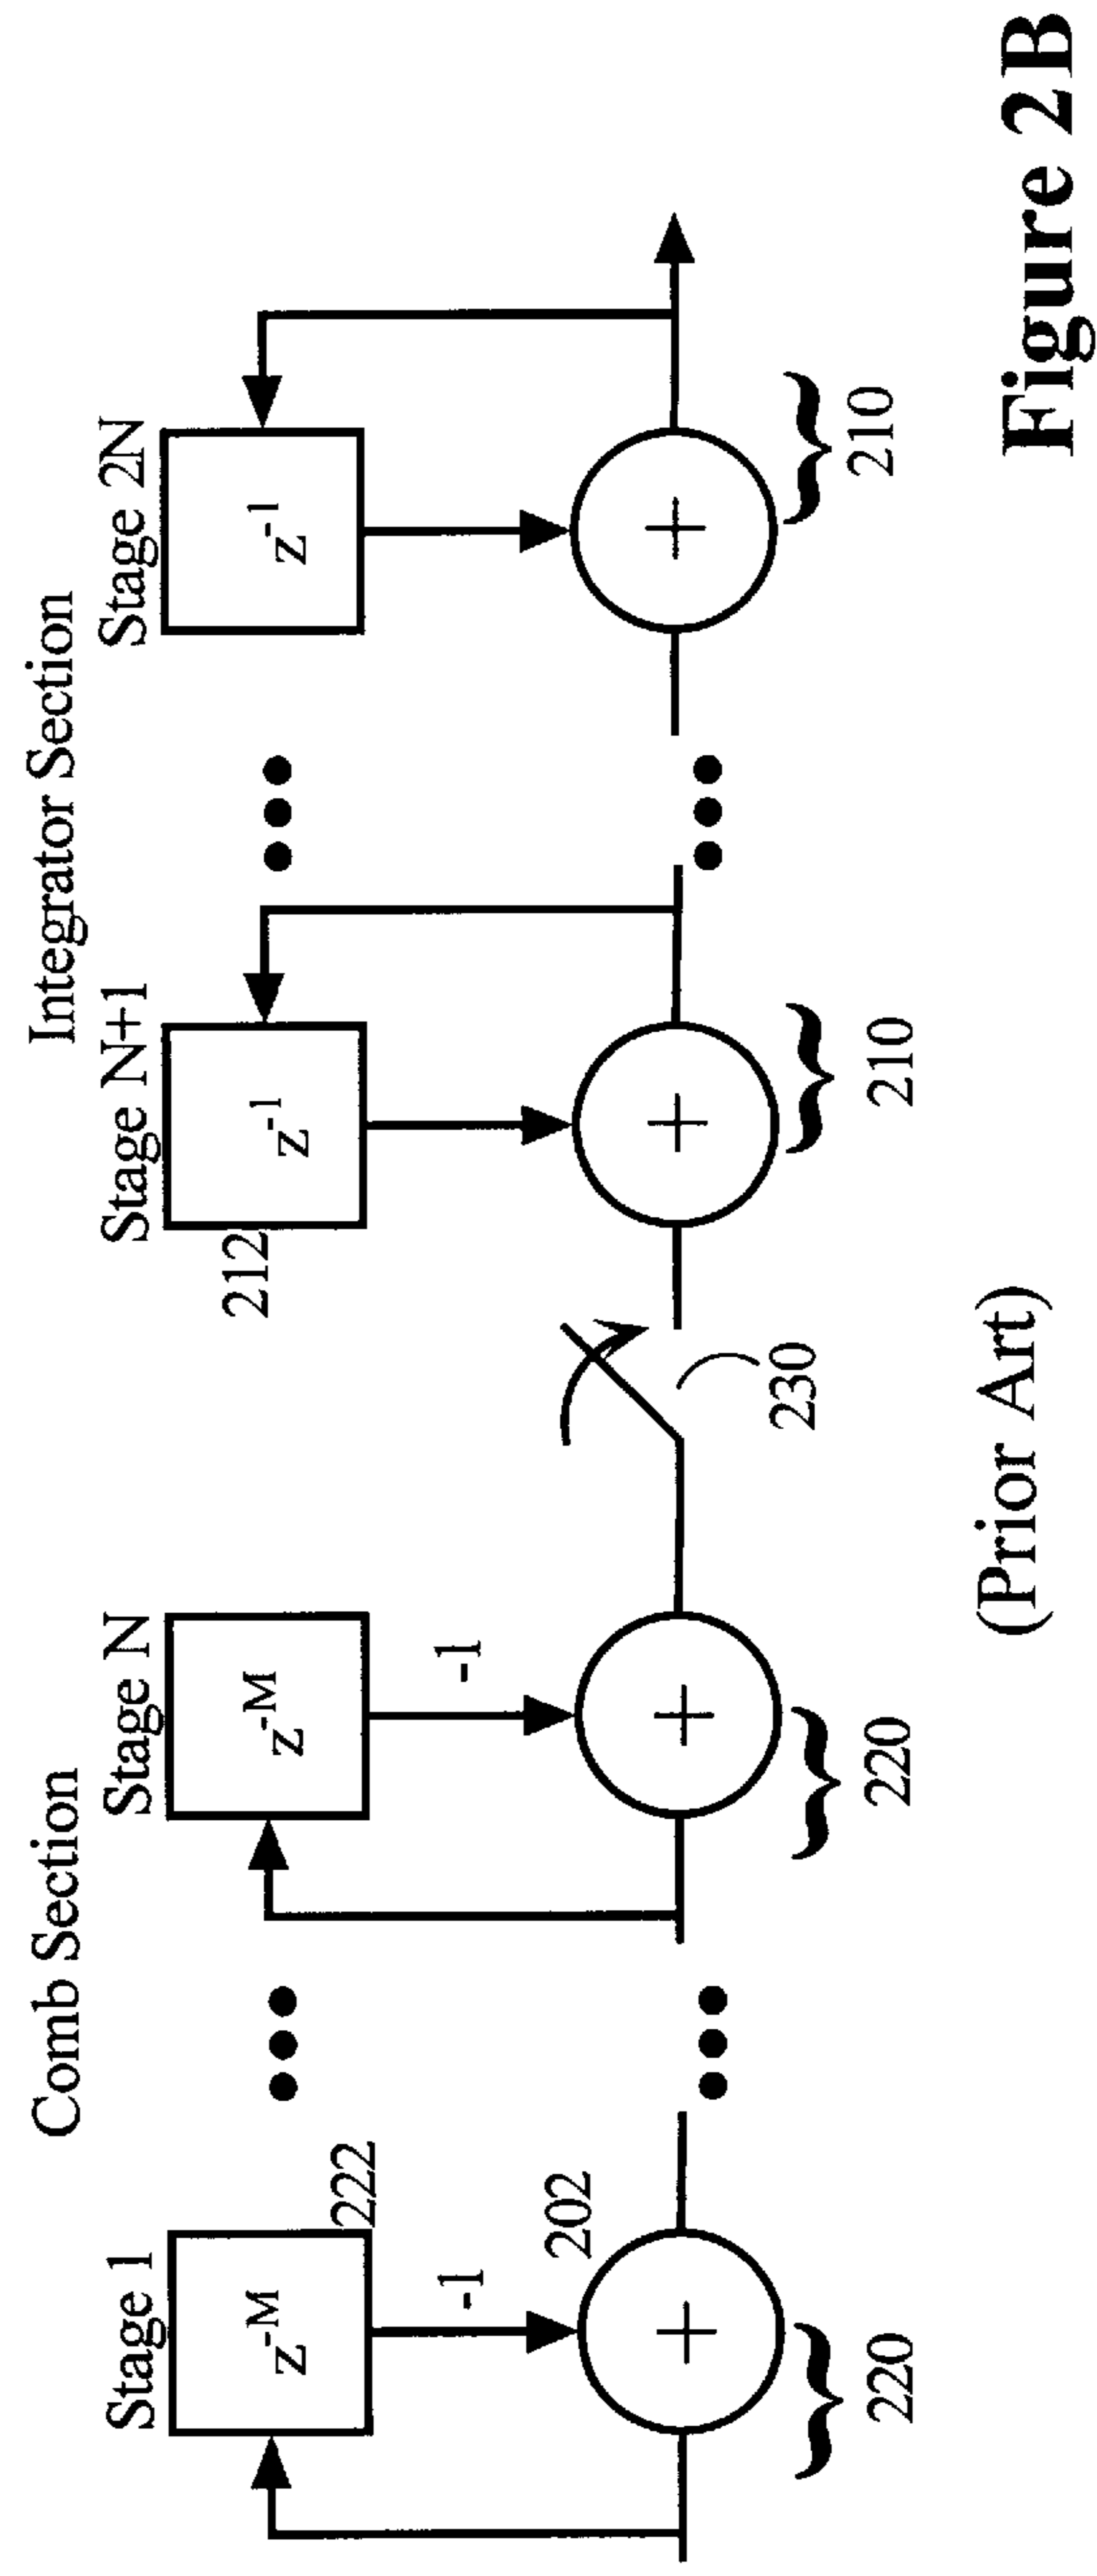 Comb Section
Integrator Section
Stage 1
Stage N
Stage N+1
Stage 2N
z-M
222
z-M
212
z-1
z-1
-1
202
-1
+
+
+
+
220
220
230
210
210
(Prior Art)
Figure 2B